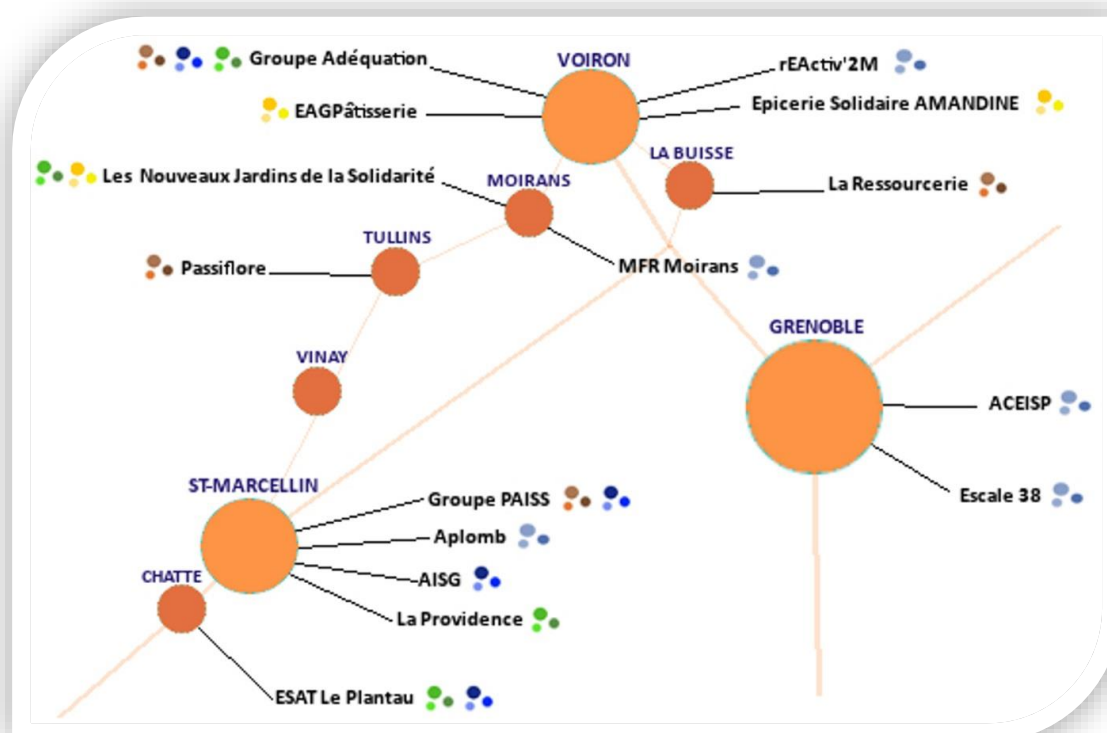 Groupe Adéquation
VOIRON
rEActiv'2M
EAGPâtisserie
Epicerie Solidaire AMANDINE
LA BUISSE
Les Nouveaux Jardins de la Solidarité
MOIRANS
La Ressourcerie
TULLINS
Passiflore
MFR Moirans
GRENOBLE
VINAY
ACEISP
ST-MARCELLIN
Groupe PAISS
Escale 38
Aplomb
CHATTE
AISG
La Providence
ESAT Le Plantau